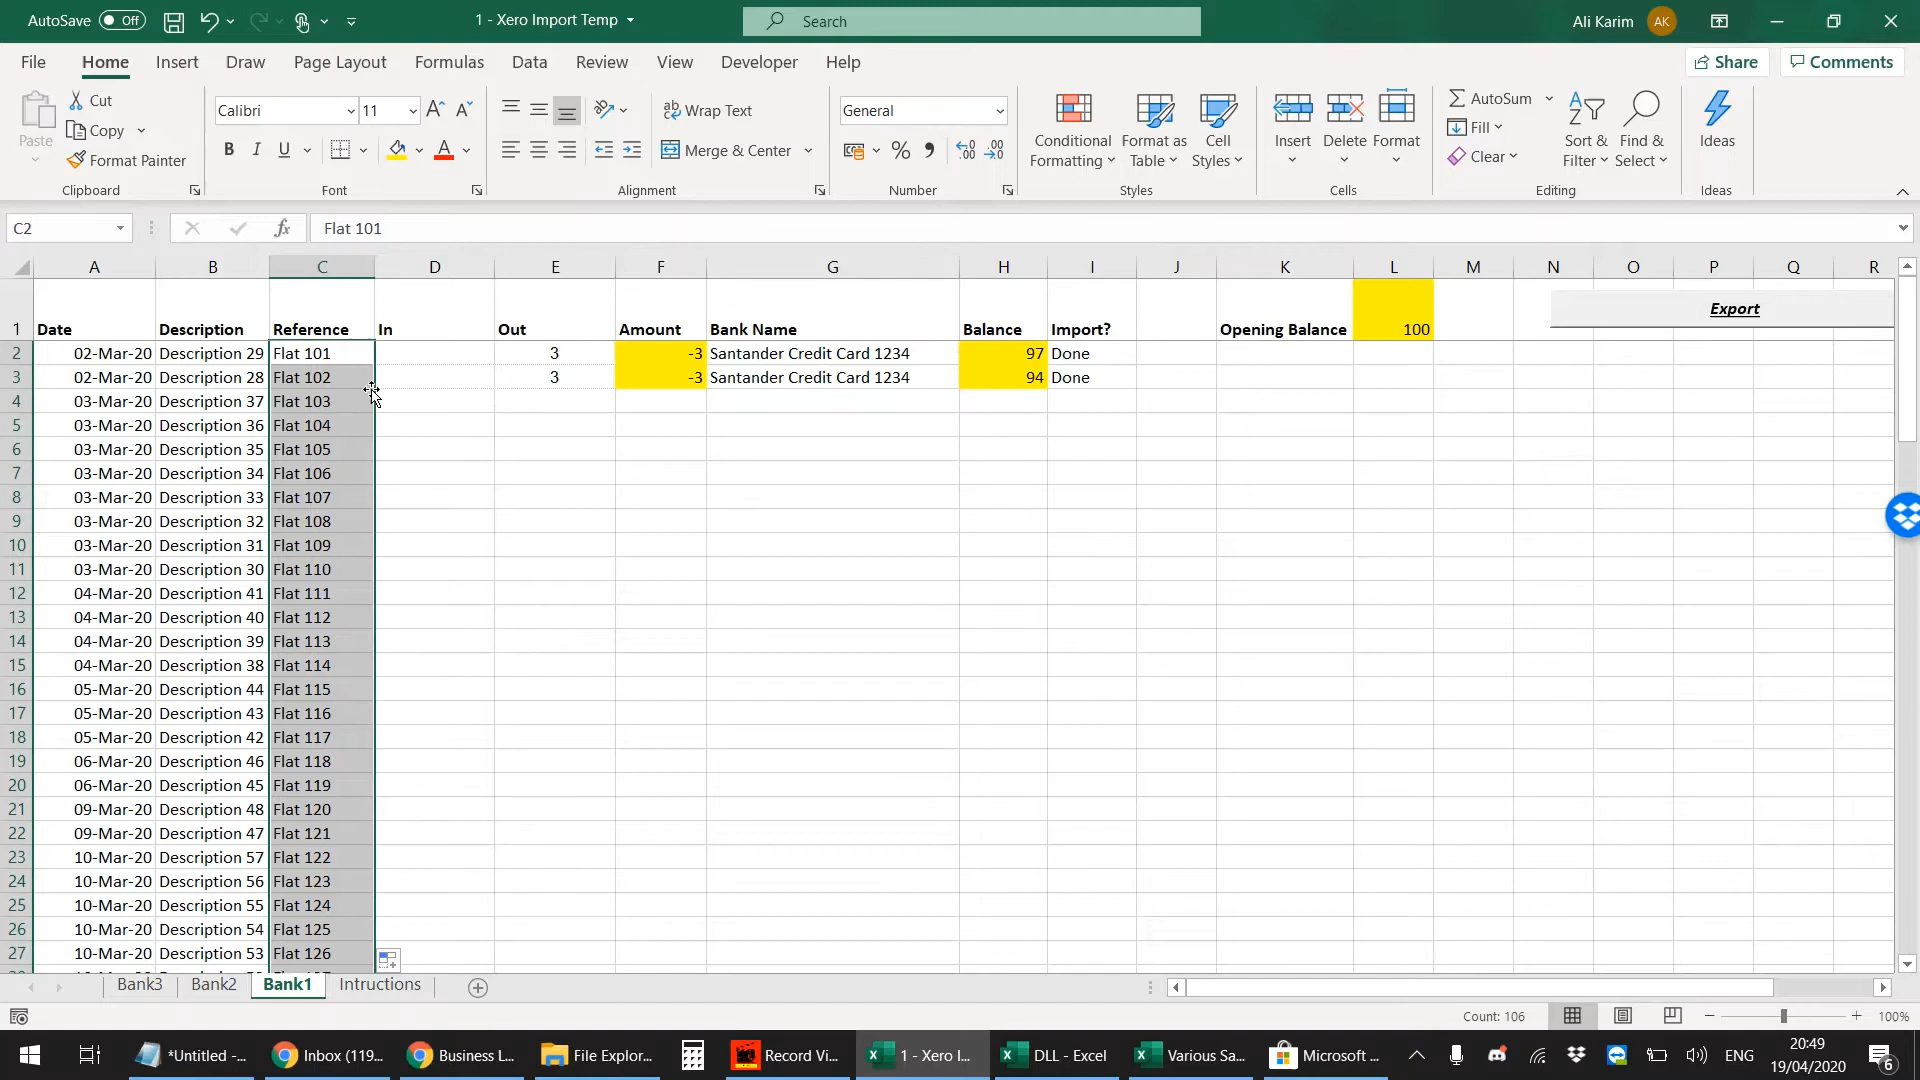 AutoSave Off 1 - Xero Import Temp Search Ali Karim AK
File Home Insert Draw Page Layout Formulas Data Review View Developer Help Share Comments
Paste Cut Copy Format Painter Clipboard
Calibri 11 B I U A Font
Wrap Text Merge & Center Alignment
General % Number
Conditional Formatting Format as Table Cell Styles Styles
Insert Delete Format Cells
AutoSum Fill Clear Sort & Filter Find & Select Editing
Ideas Ideas
C2 fx Flat 101
A B C D E F G H I J K L M N O P Q R
1 Date Description Reference In Out Amount Bank Name Balance Import? Opening Balance 100 Export
2 02-Mar-20 Description 29 Flat 101 3 -3 Santander Credit Card 1234 97 Done
3 02-Mar-20 Description 28 Flat 102 3 -3 Santander Credit Card 1234 94 Done
4 03-Mar-20 Description 37 Flat 103
5 03-Mar-20 Description 36 Flat 104
6 03-Mar-20 Description 35 Flat 105
7 03-Mar-20 Description 34 Flat 106
8 03-Mar-20 Description 33 Flat 107
9 03-Mar-20 Description 32 Flat 108
10 03-Mar-20 Description 31 Flat 109
11 03-Mar-20 Description 30 Flat 110
12 04-Mar-20 Description 41 Flat 111
13 04-Mar-20 Description 40 Flat 112
14 04-Mar-20 Description 39 Flat 113
15 04-Mar-20 Description 38 Flat 114
16 05-Mar-20 Description 44 Flat 115
17 05-Mar-20 Description 43 Flat 116
18 05-Mar-20 Description 42 Flat 117
19 06-Mar-20 Description 46 Flat 118
20 06-Mar-20 Description 45 Flat 119
21 09-Mar-20 Description 48 Flat 120
22 09-Mar-20 Description 47 Flat 121
23 10-Mar-20 Description 57 Flat 122
24 10-Mar-20 Description 56 Flat 123
25 10-Mar-20 Description 55 Flat 124
26 10-Mar-20 Description 54 Flat 125
27 10-Mar-20 Description 53 Flat 126
Bank3 Bank2 Bank1 Intructions
Count: 106 100%
*Untitled -... Inbox (119... Business L... File Explor... Record Vi... 1 - Xero I... DLL - Excel Various Sa... Microsoft ... ENG 20:49
19/04/2020 6